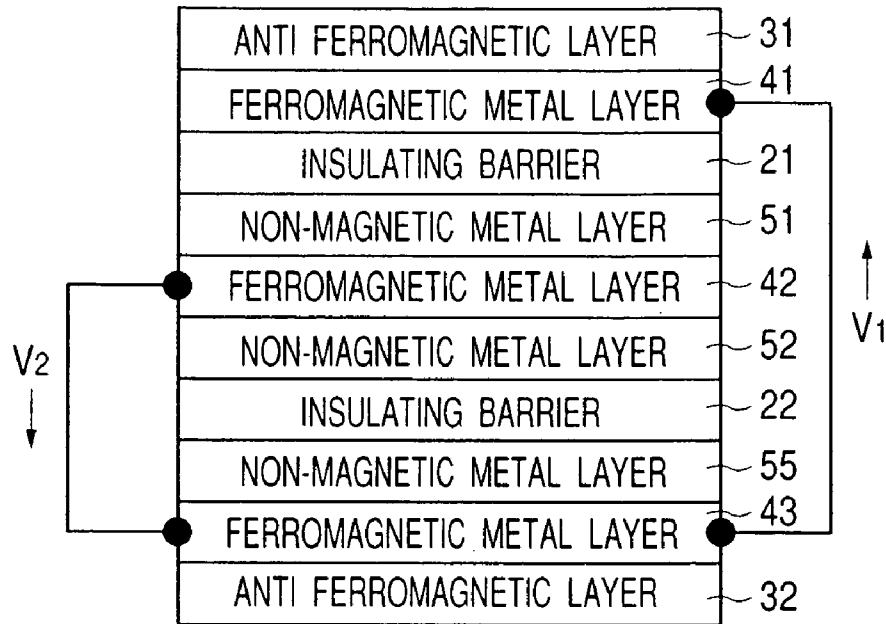 ANTI FERROMAGNETIC LAYER 31
41
FERROMAGNETIC METAL LAYER
INSULATING BARRIER 21
NON-MAGNETIC METAL LAYER 51
FERROMAGNETIC METAL LAYER 42
V1
NON-MAGNETIC METAL LAYER 52
V2
INSULATING BARRIER 22
NON-MAGNETIC METAL LAYER 55
43
FERROMAGNETIC METAL LAYER
ANTI FERROMAGNETIC LAYER 32